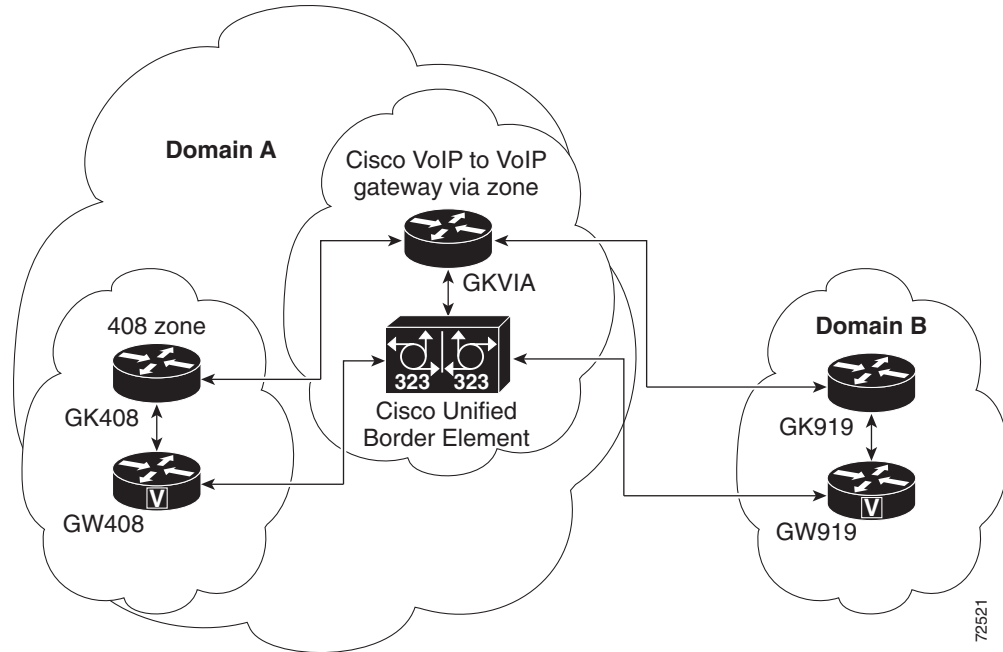 Domain A
Cisco VoIP to VoIP
gateway via zone
GKVIA
408 zone
GK408
GW408
V
323 323
Cisco Unified
Border Element
Domain B
GK919
GW919
V
72521